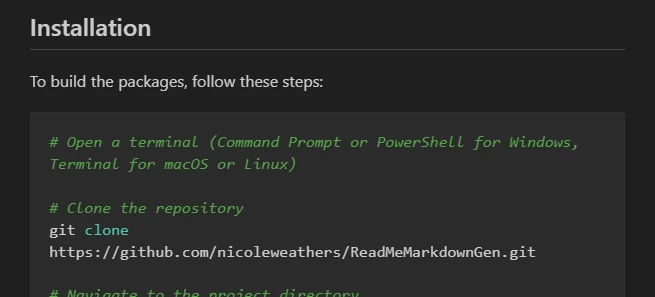 Installation
To build the packages, follow these steps:
# Open a terminal (Command Prompt or PowerShell for Windows,
Terminal for macOS or Linux)
# Clone the repository
git clone
https://github.com/nicoleweathers/ReadMeMarkdownGen.git
# Navigate to the project directory